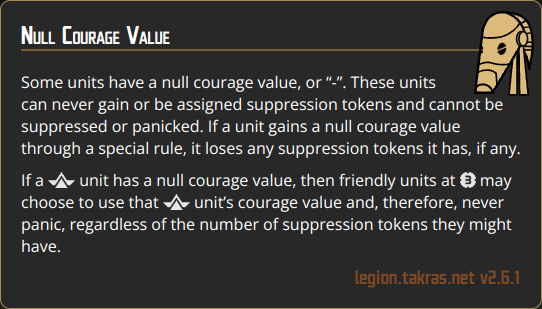 Null Courage Value
Some units have a null courage value, or “-”. These units
can never gain or be assigned suppression tokens and cannot be
suppressed or panicked. If a unit gains a null courage value
through a special rule, it loses any suppression tokens it has, if any.
If a unit has a null courage value, then friendly units at 3 may
choose to use that unit’s courage value and, therefore, never
panic, regardless of the number of suppression tokens they might
have.
legion.takras.net v2.6.1